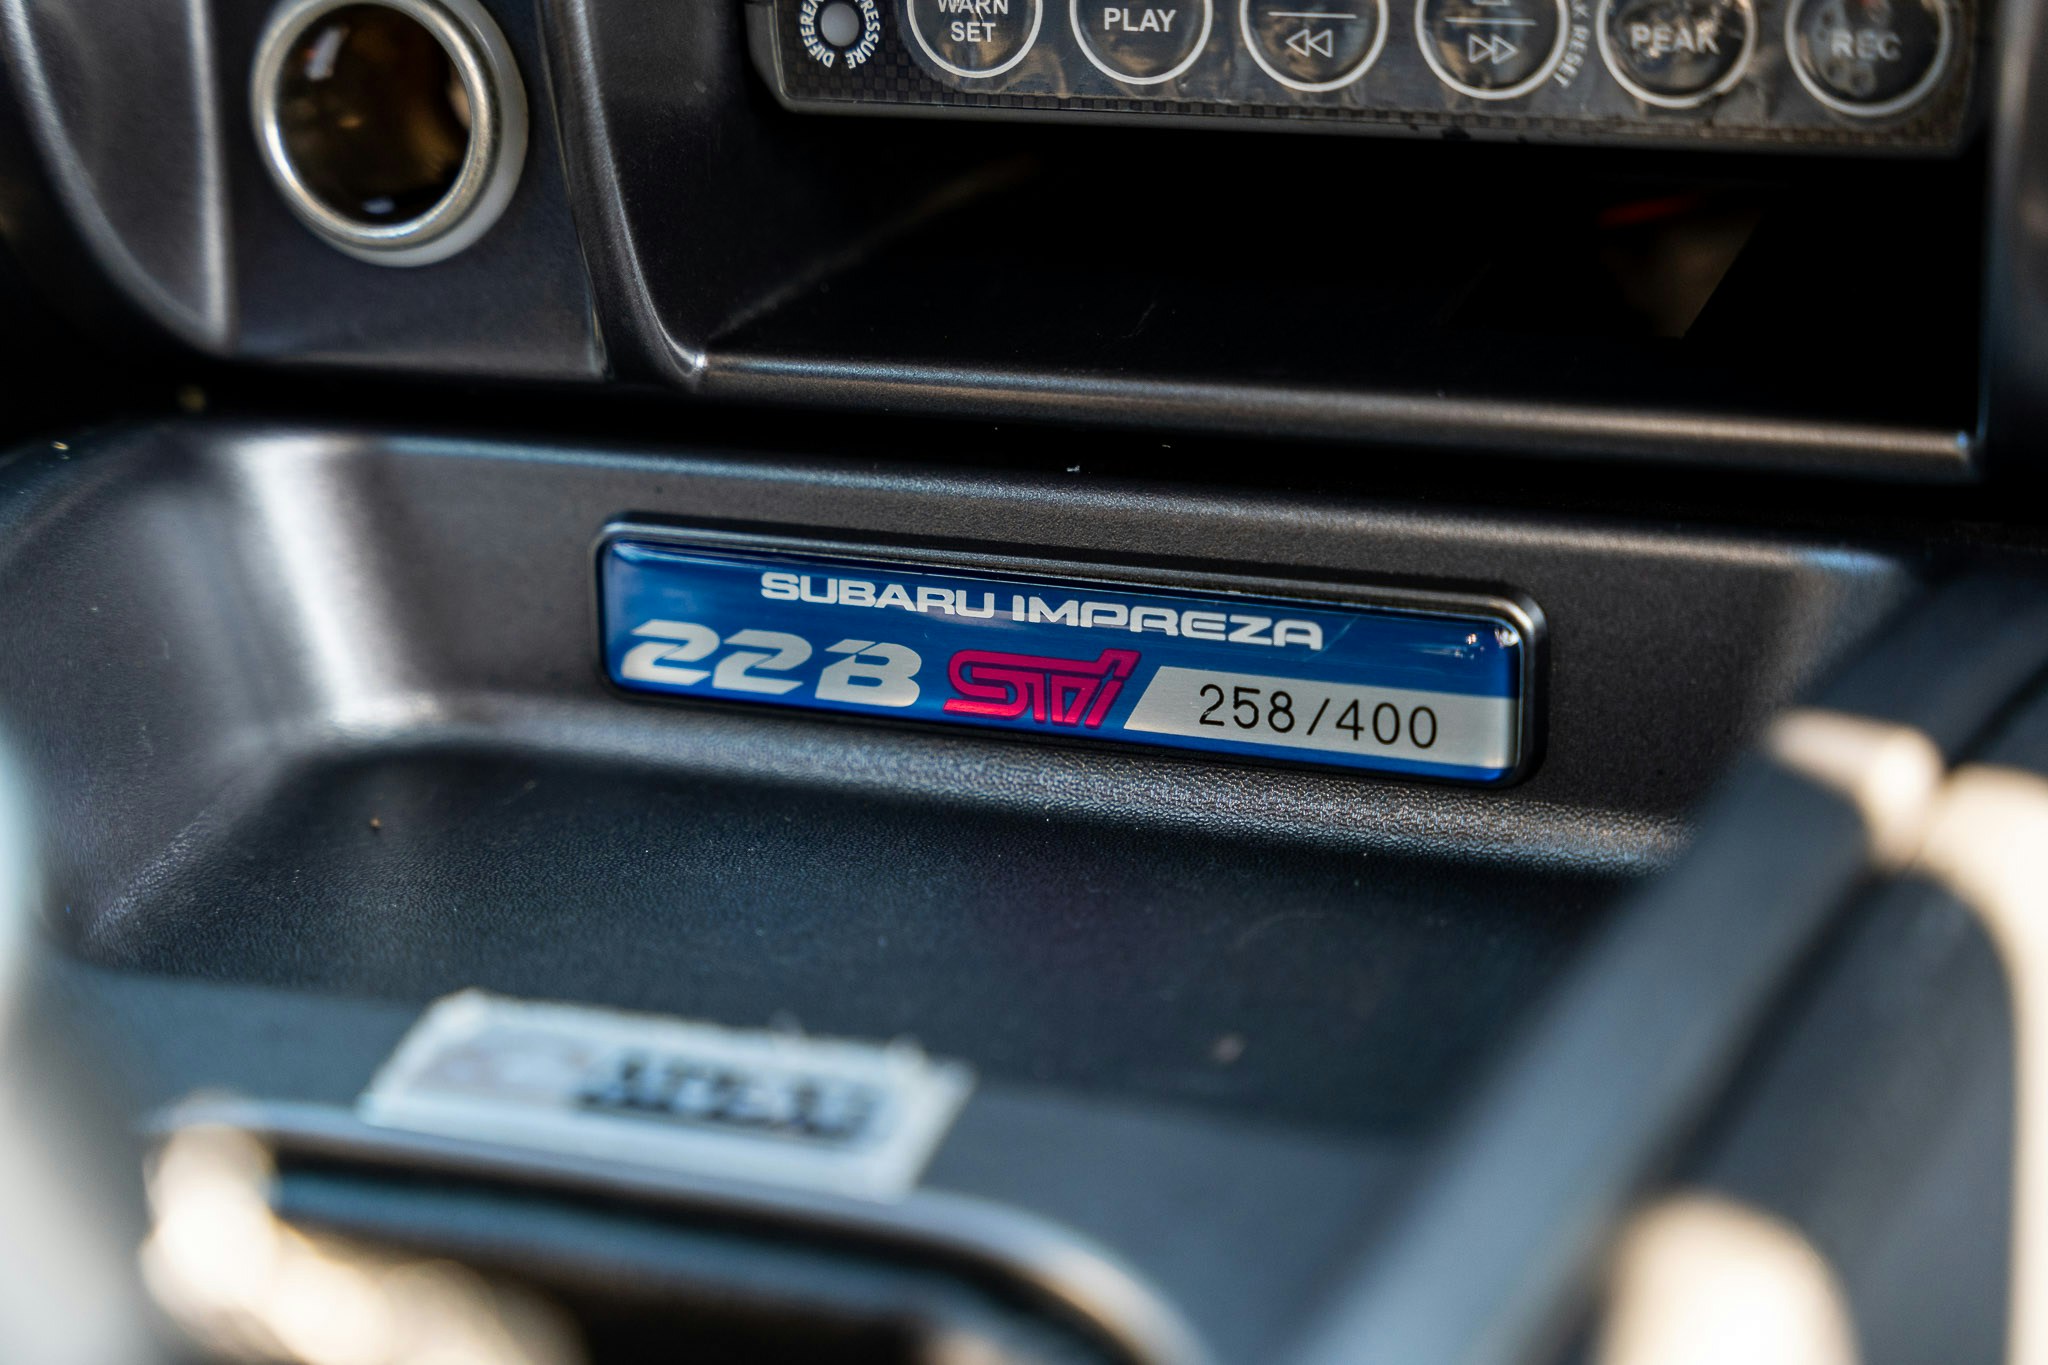 WARN
SET
PLAY
PEAK
REC
SUBARU IMPREZA
22B STi 258/400